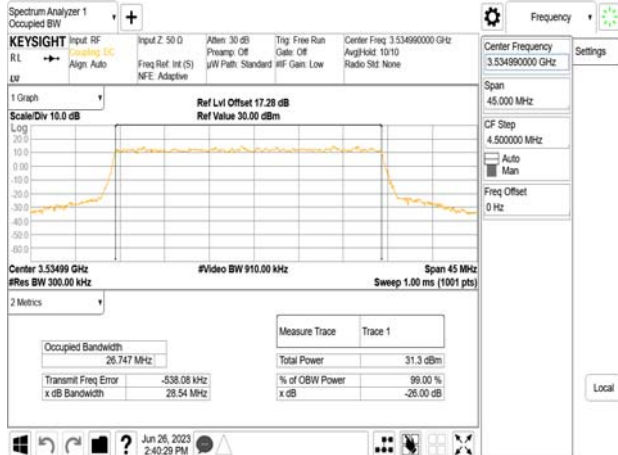 Spectrum Analyzer 1
Occupied BW
+
Frequency
KEYSIGHT
RL
Input: RF
Coupling: DC
Align: Auto
Input Z: 50 Ω
Freq Ref: Int (S)
NFE: Adaptive
Atten: 30 dB
Preamp: Off
µW Path: Standard
Trig: Free Run
Gate: Off
#IF Gain: Low
Center Freq: 3.534990000 GHz
Avg|Hold: 10/10
Radio Std: None
Center Frequency
3.534990000 GHz
Settings
Span
45.000 MHz
CF Step
4.500000 MHz
Auto
Man
Freq Offset
0 Hz
Local
1 Graph
Scale/Div 10.0 dB
Ref Lvl Offset 17.28 dB
Ref Value 30.00 dBm
Log
20.0
10.0
0.00
-10.0
-20.0
-30.0
-40.0
-50.0
-60.0
Center 3.53499 GHz
#Res BW 300.00 kHz
#Video BW 910.00 kHz
Span 45 MHz
Sweep 1.00 ms (1001 pts)
2 Metrics
Measure Trace Trace 1
Occupied Bandwidth
26.747 MHz
Total Power 31.3 dBm
Transmit Freq Error -538.08 kHz
% of OBW Power 99.00 %
x dB Bandwidth 28.54 MHz
x dB -26.00 dB
?
Jun 26, 2023
2:40:29 PM